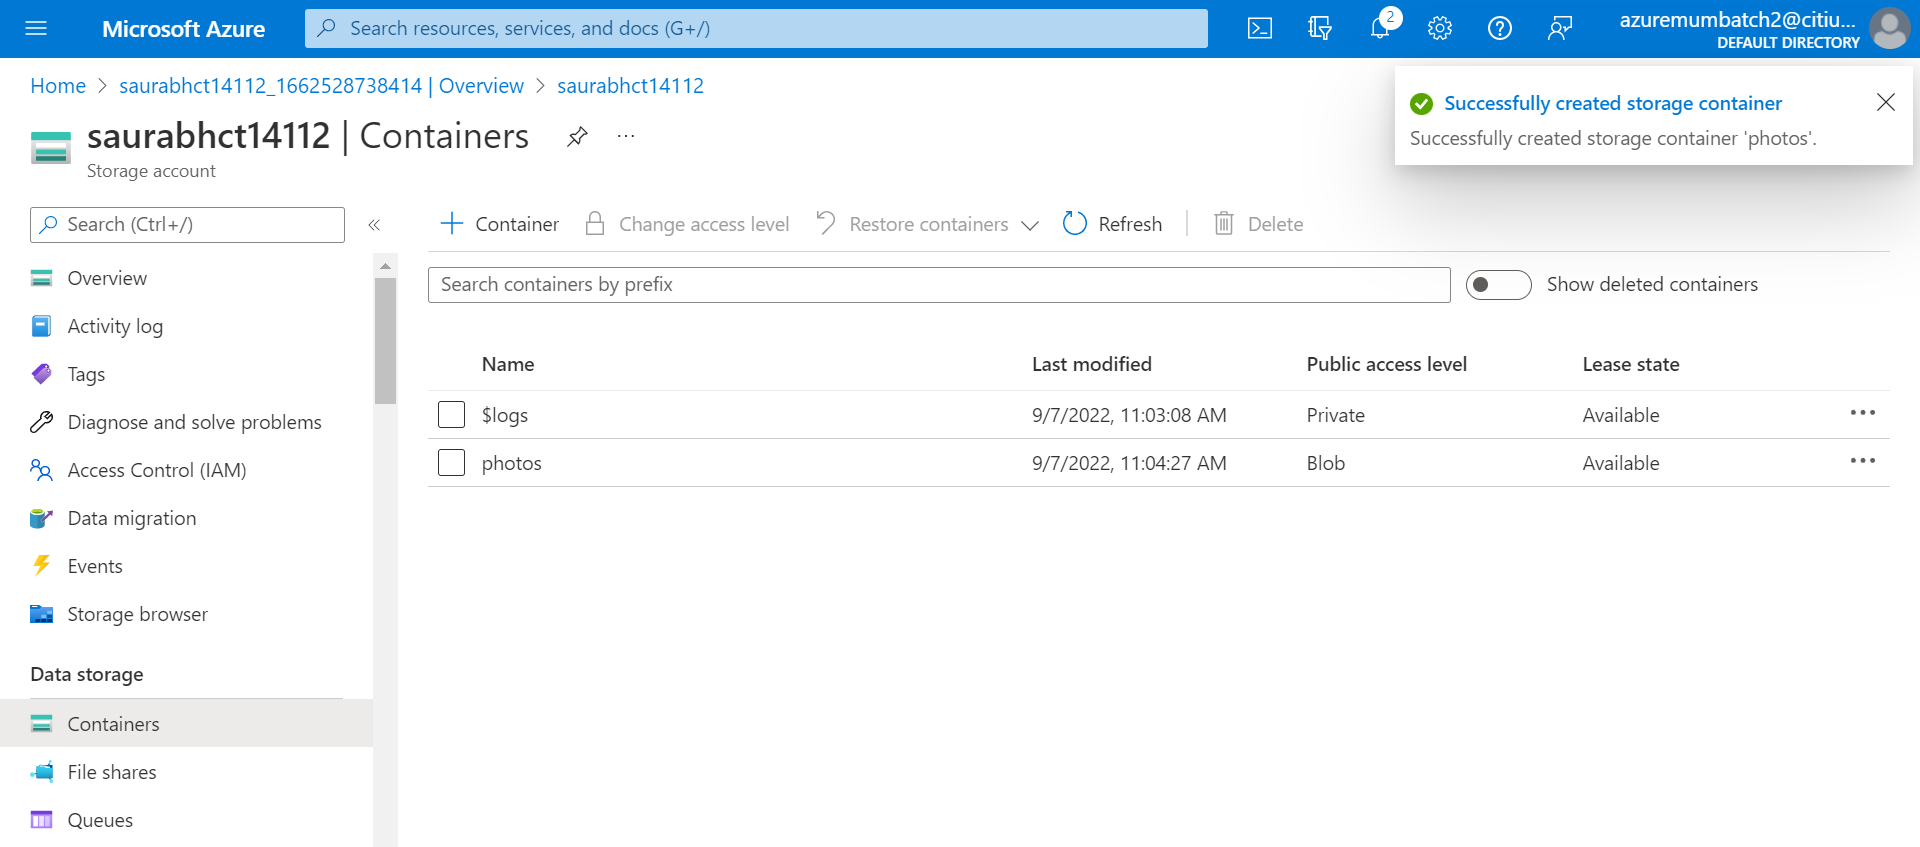 Microsoft Azure
Search resources, services, and docs (G+/)
2
azuremumbatch2@citiu...
DEFAULT DIRECTORY
Home > saurabhct14112_1662528738414 | Overview > saurabhct14112
Successfully created storage container
Successfully created storage container 'photos'.
saurabhct14112 | Containers
Storage account
Search (Ctrl+/)
Container
Change access level
Restore containers
Refresh
Delete
Search containers by prefix
Show deleted containers
Overview
Activity log
Tags
Diagnose and solve problems
Access Control (IAM)
Data migration
Events
Storage browser
Data storage
Containers
File shares
Queues
Name Last modified Public access level Lease state
$logs 9/7/2022, 11:03:08 AM Private Available
photos 9/7/2022, 11:04:27 AM Blob Available